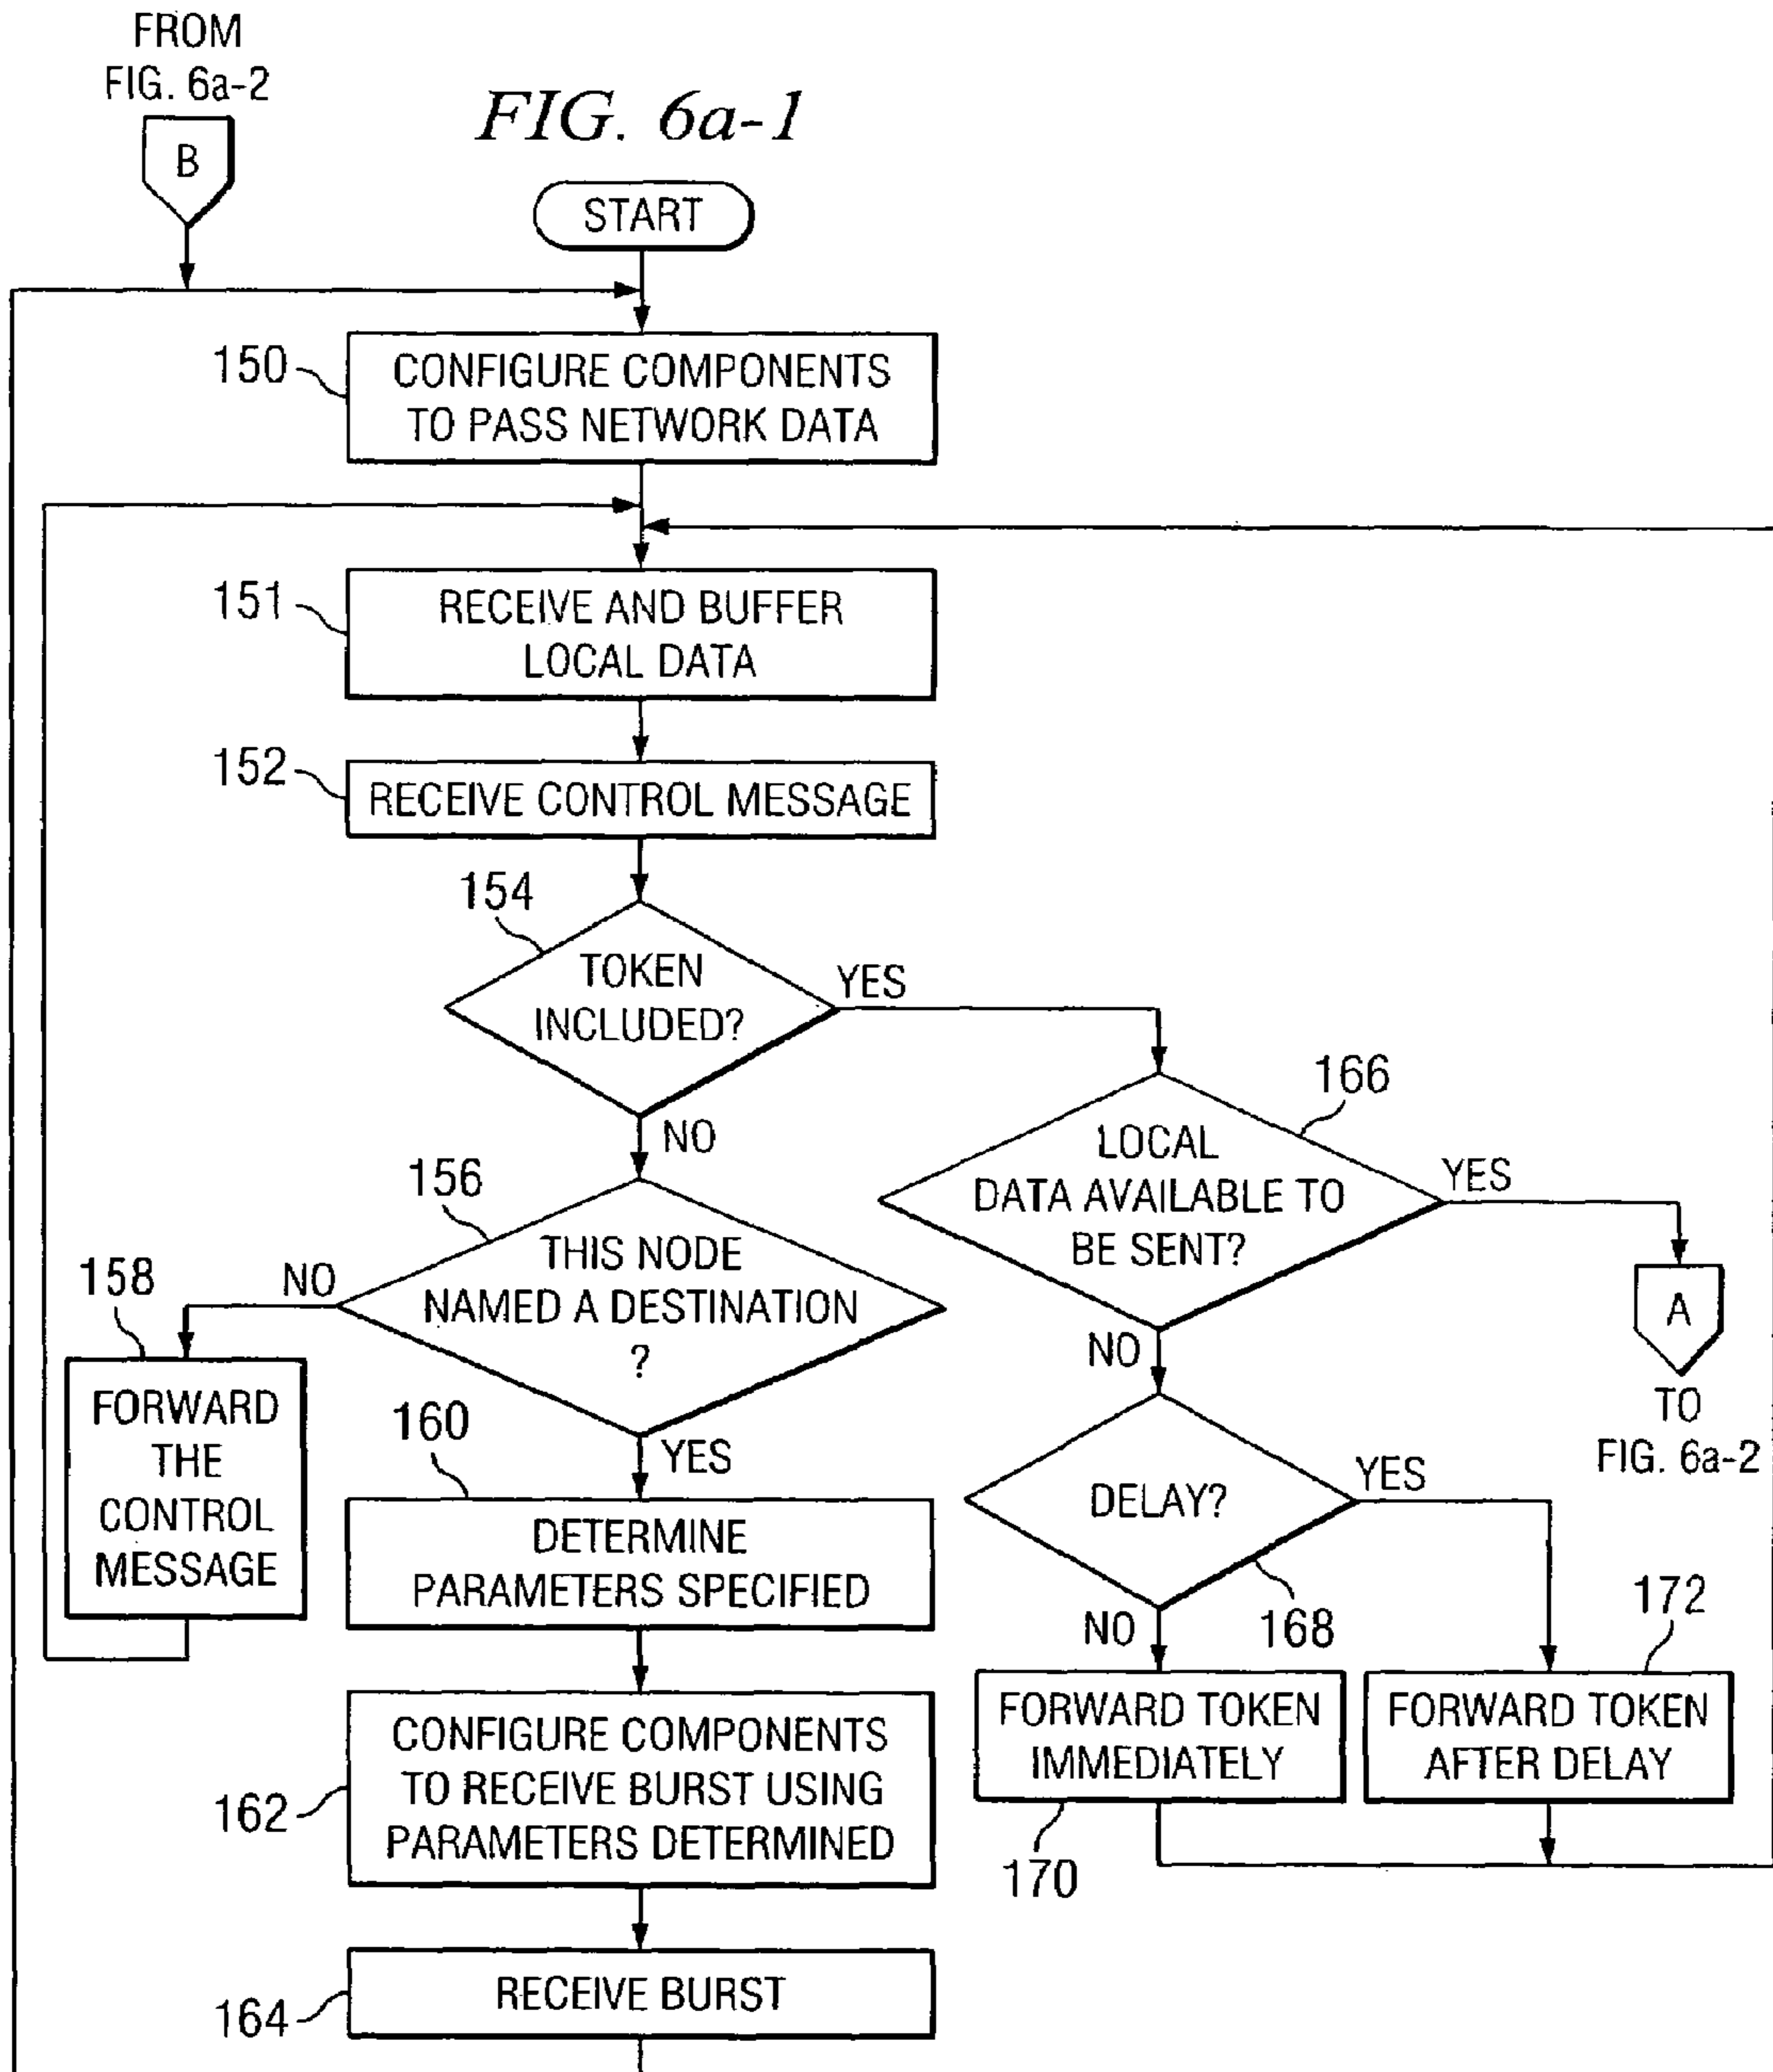 FROM
FIG. 6a-2
B
FIG. 6a-1
START
150
CONFIGURE COMPONENTS
TO PASS NETWORK DATA
151
RECEIVE AND BUFFER
LOCAL DATA
152
RECEIVE CONTROL MESSAGE
154
TOKEN
INCLUDED?
YES
NO
166
LOCAL
DATA AVAILABLE TO
BE SENT?
YES
NO
A
TO
FIG. 6a-2
156
THIS NODE
NAMED A DESTINATION
?
NO
YES
158
FORWARD
THE
CONTROL
MESSAGE
160
DETERMINE
PARAMETERS SPECIFIED
DELAY?
YES
NO
168
172
FORWARD TOKEN
IMMEDIATELY
170
FORWARD TOKEN
AFTER DELAY
162
CONFIGURE COMPONENTS
TO RECEIVE BURST USING
PARAMETERS DETERMINED
164
RECEIVE BURST